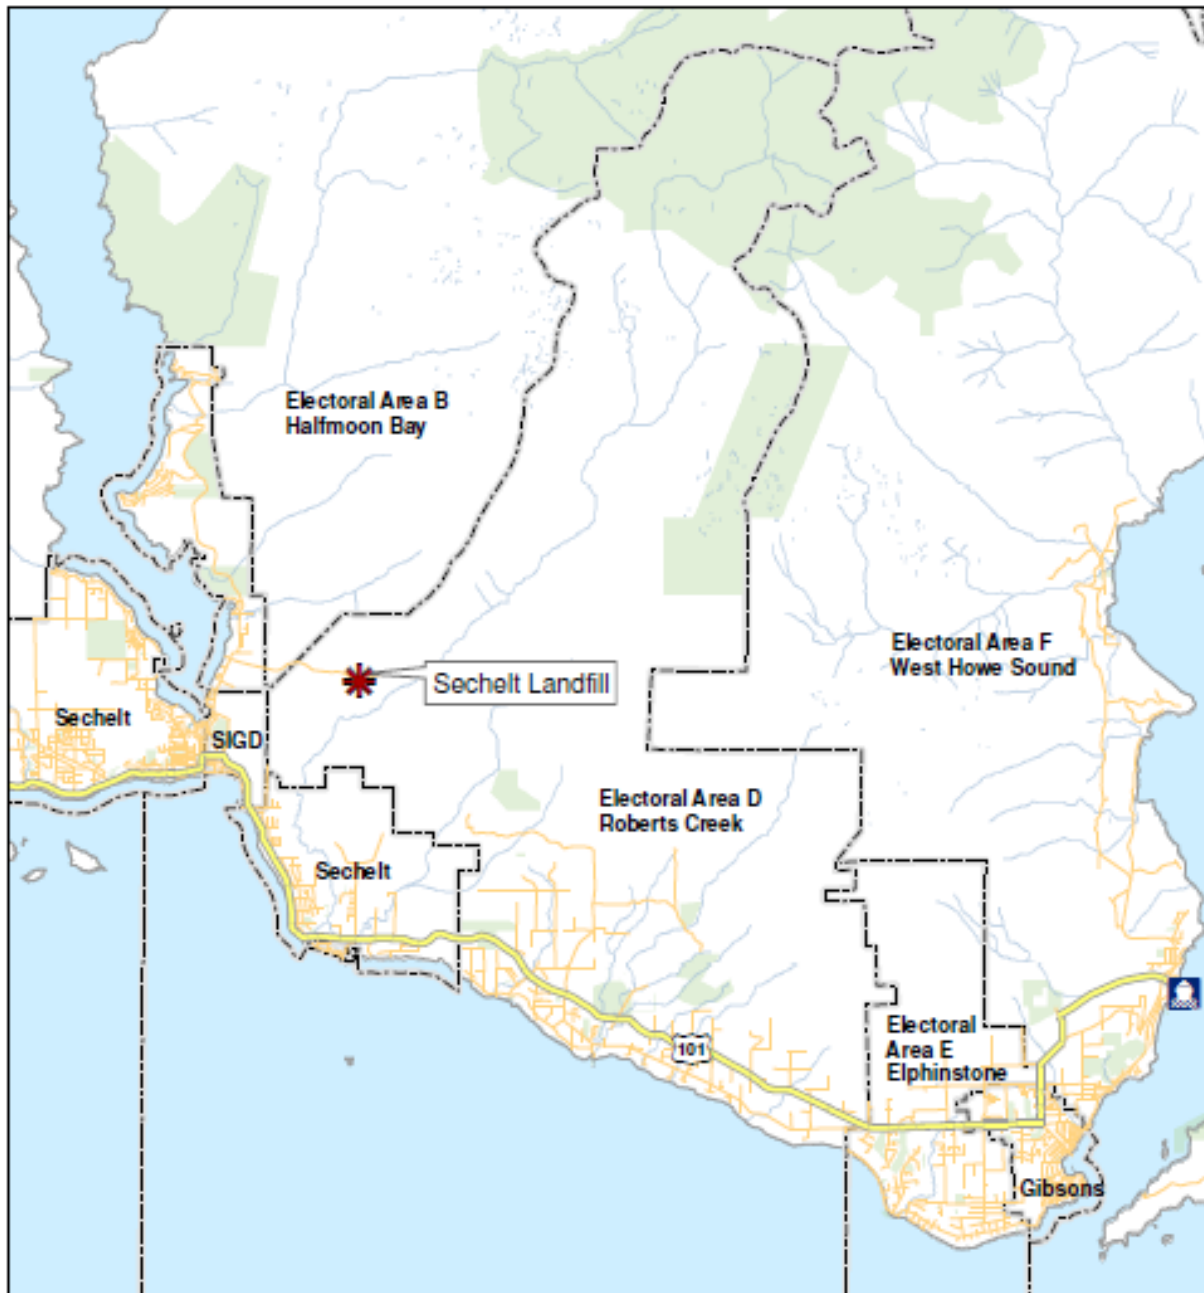 Electoral Area B
Halfmoon Bay
Electoral Area F
West Howe Sound
Sechelt Landfill
Sechelt
SIGD
Electoral Area D
Roberts Creek
Sechelt
Electoral
Area E
Elphinstone
101
Gibsons